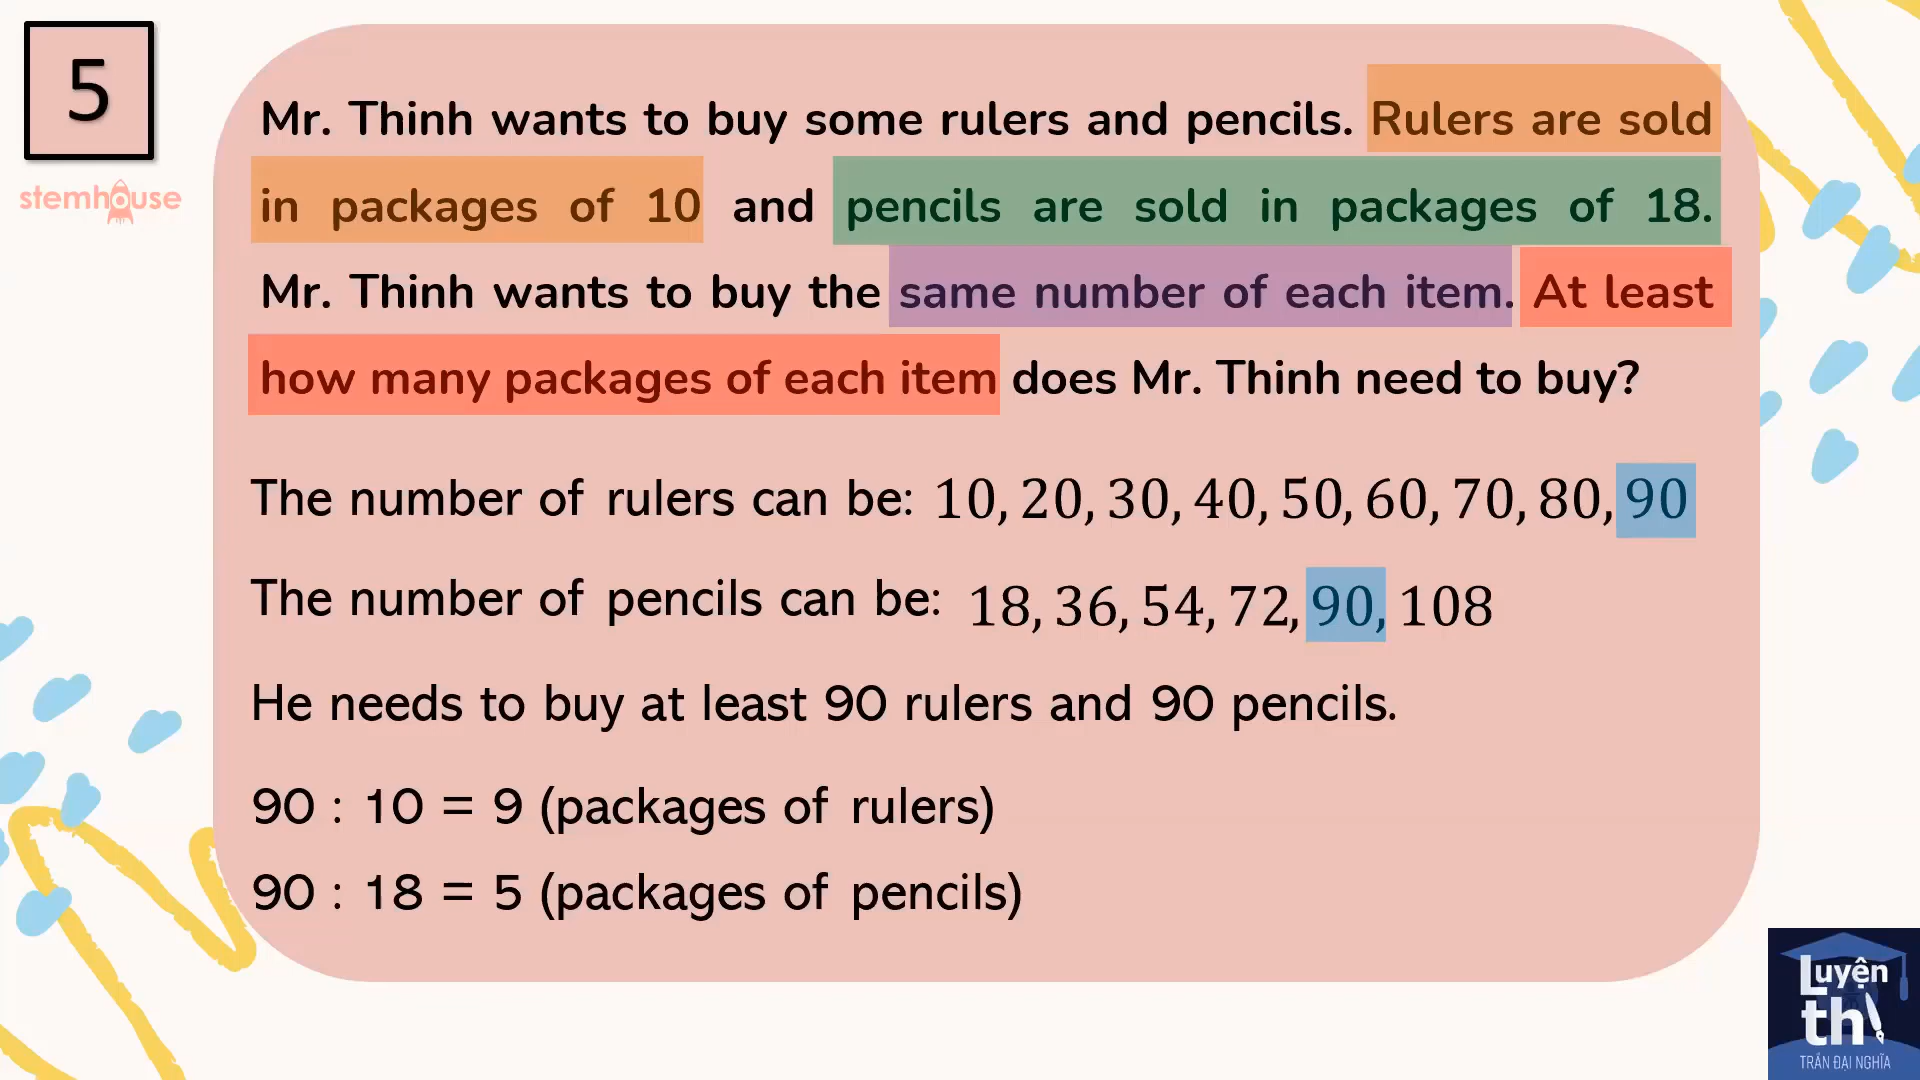 5
stemhouse
Mr. Thinh wants to buy some rulers and pencils. Rulers are sold
in packages of 10 and pencils are sold in packages of 18.
Mr. Thinh wants to buy the same number of each item. At least
how many packages of each item does Mr. Thinh need to buy?
The number of rulers can be: 10, 20, 30, 40, 50, 60, 70, 80, 90
The number of pencils can be: 18, 36, 54, 72, 90, 108
He needs to buy at least 90 rulers and 90 pencils.
90 : 10 = 9 (packages of rulers)
90 : 18 = 5 (packages of pencils)
Luyện
thi
TRẦN ĐẠI NGHĨA